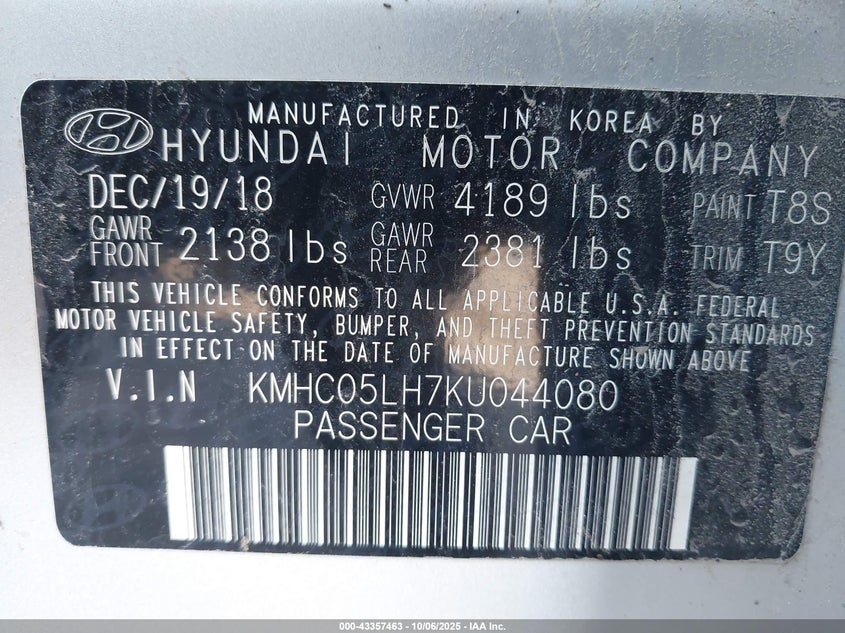 MANUFACTURED IN KOREA BY
HYUNDAI MOTOR COMPANY
DEC/19/18 GVWR 4189 lbs PAINT T8S
GAWR FRONT 2138 lbs GAWR REAR 2381 lbs TRIM T9Y
THIS VEHICLE CONFORMS TO ALL APPLICABLE U.S.A. FEDERAL
MOTOR VEHICLE SAFETY, BUMPER, AND THEFT PREVENTION STANDARDS
IN EFFECT ON THE DATE OF MANUFACTURE SHOWN ABOVE
V.I.N KMHC05LH7KU044080
PASSENGER CAR
000-43357463 - 10/06/2025 - IAA Inc.